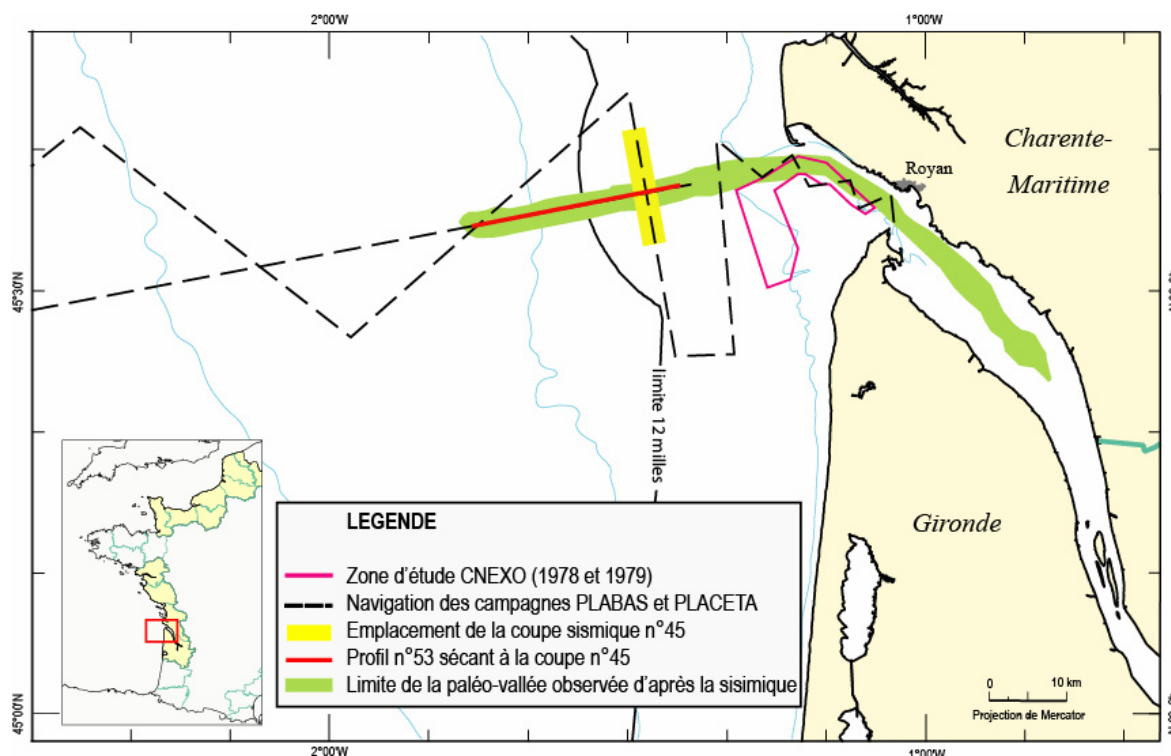 2°00'W
1°00'W
Charente-
Maritime
Royan
45°30'N
limite 12 milles
Gironde
LEGENDE
Zone d'étude CNEXO (1978 et 1979)
Navigation des campagnes PLABAS et PLACETA
Emplacement de la coupe sismique n°45
Profil n°53 sécant à la coupe n°45
Limite de la paléo-vallée observée d'après la sisimique
0 10 km
Projection de Mercator
45°00'N
2°00'W
1°00'W